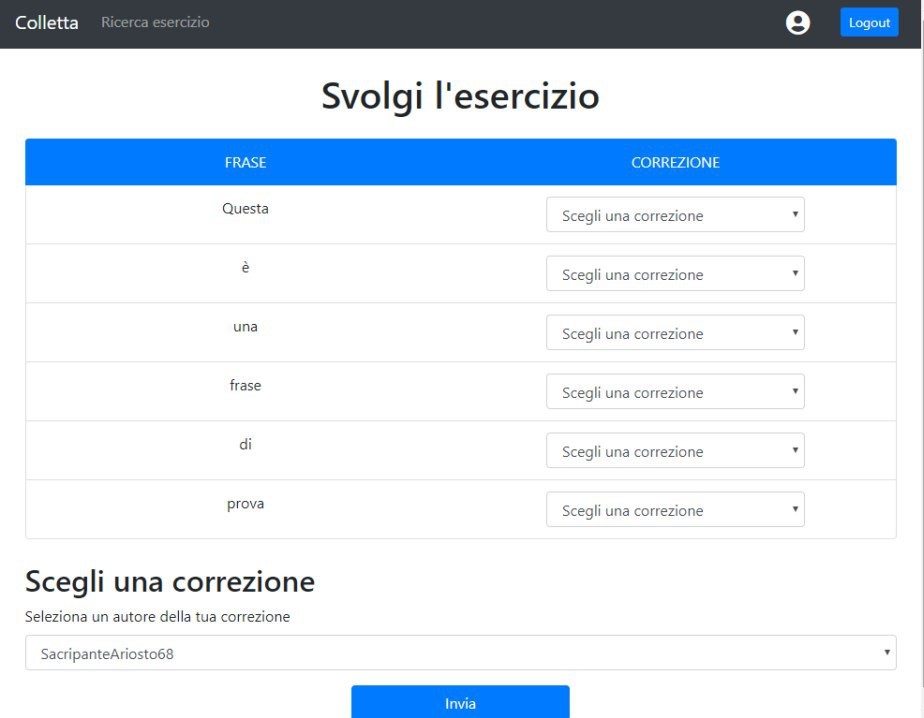 Colletta Ricerca esercizio Logout
Svolgi l'esercizio
FRASE CORREZIONE
Questa Scegli una correzione
è Scegli una correzione
una Scegli una correzione
frase Scegli una correzione
di Scegli una correzione
prova Scegli una correzione
Scegli una correzione
Seleziona un autore della tua correzione
SacripanteAriosto68
Invia